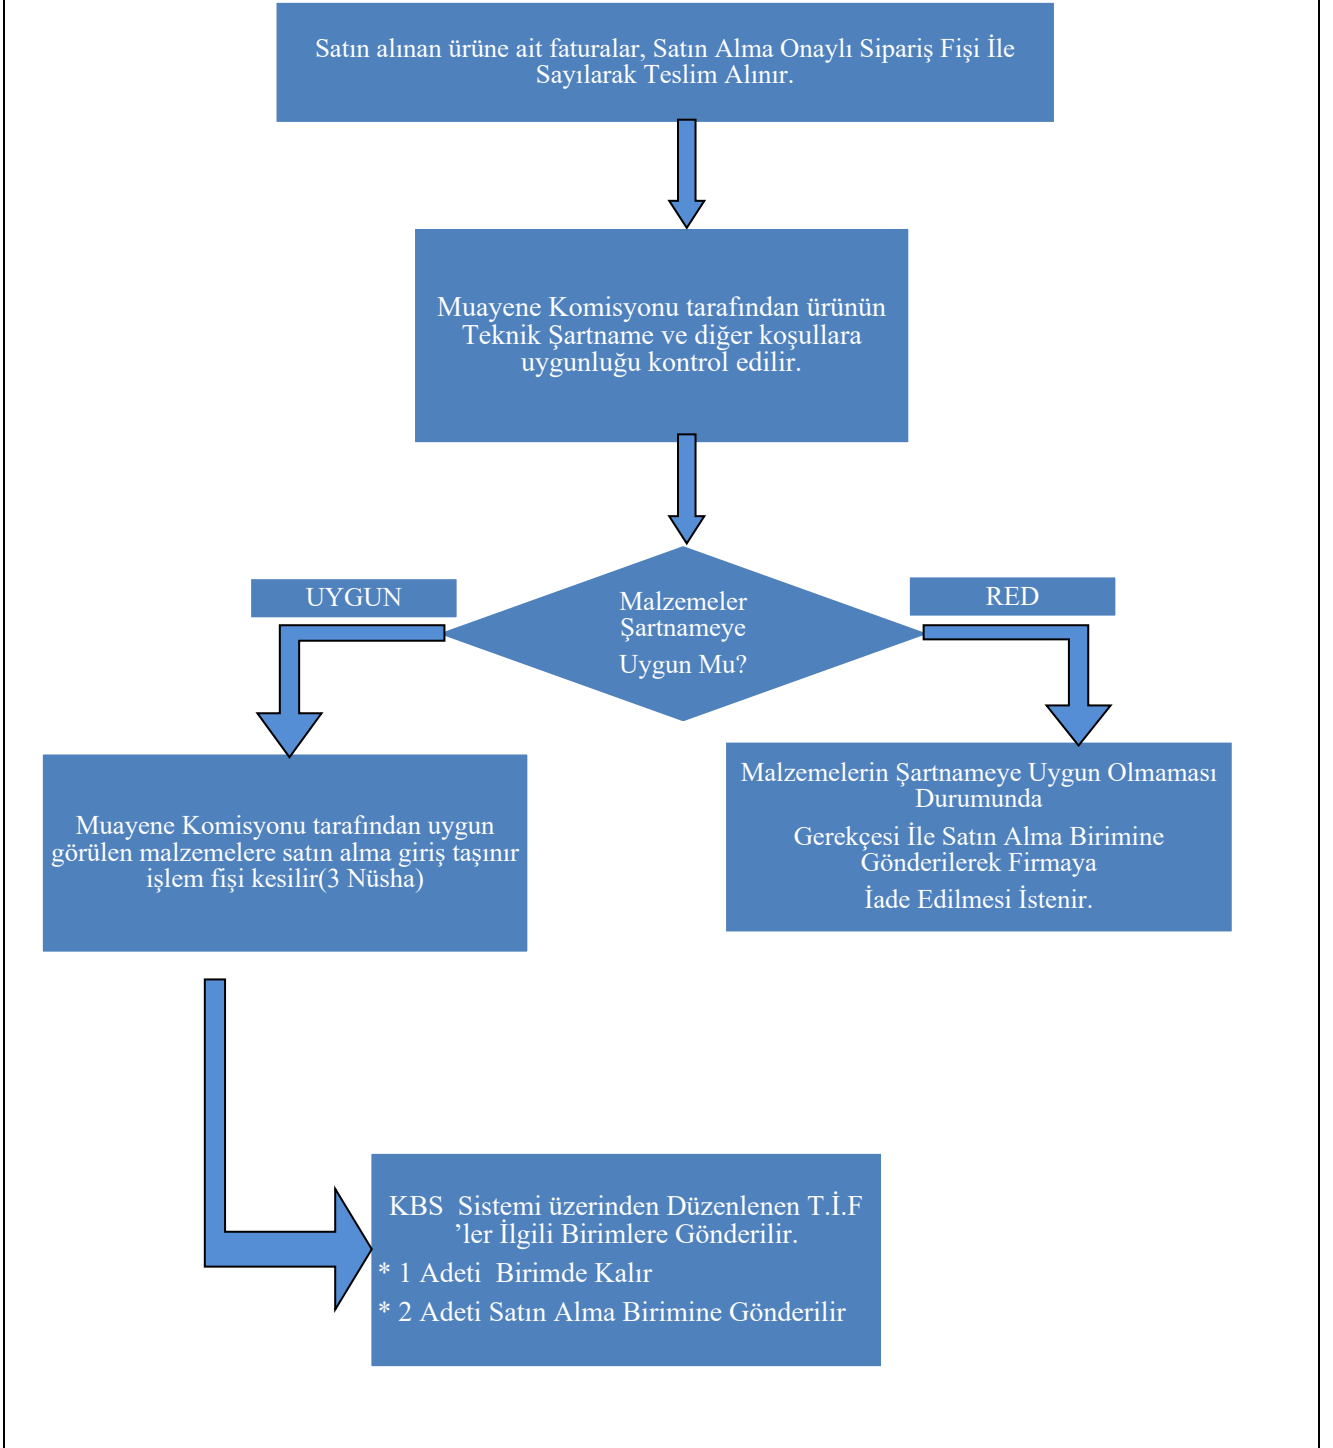 Satın alınan ürüne ait faturalar, Satın Alma Onaylı Sipariş Fişi İle
Sayılarak Teslim Alınır.
Muayene Komisyonu tarafından ürünün
Teknik Şartname ve diğer koşullara
uygunluğu kontrol edilir.
UYGUN
Malzemeler
Şartnameye
Uygun Mu?
RED
Muayene Komisyonu tarafından uygun
görülen malzemelere satın alma giriş taşınır
işlem fişi kesilir(3 Nüsha)
Malzemelerin Şartnameye Uygun Olmaması
Durumunda
Gerekçesi İle Satın Alma Birimine
Gönderilerek Firmaya
İade Edilmesi İstenir.
KBS  Sistemi üzerinden Düzenlenen T.İ.F
’ler İlgili Birimlere Gönderilir.
* 1 Adeti  Birimde Kalır
* 2 Adeti Satın Alma Birimine Gönderilir